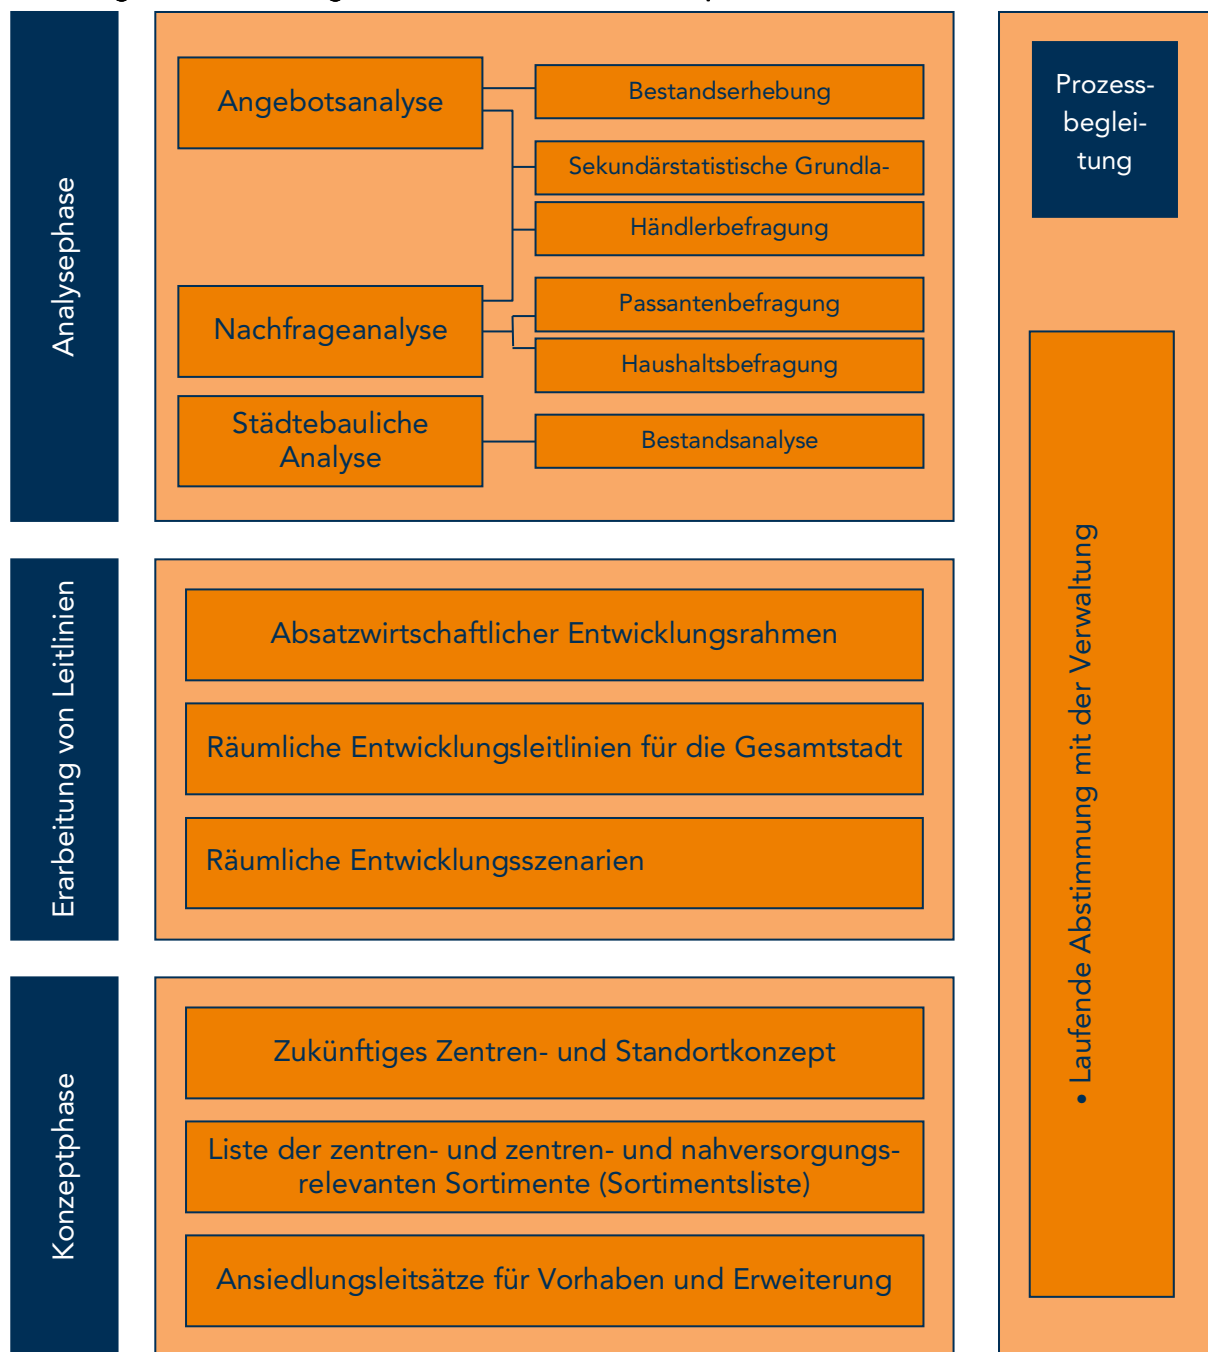 Analysephase
Angebotsanalyse
Bestandserhebung
Sekundärstatistische Grundla-
Händlerbefragung
Nachfrageanalyse
Passantenbefragung
Haushaltsbefragung
Städtebauliche
Analyse
Bestandsanalyse
Erarbeitung von Leitlinien
Absatzwirtschaftlicher Entwicklungsrahmen
Räumliche Entwicklungsleitlinien für die Gesamtstadt
Räumliche Entwicklungsszenarien
Konzeptphase
Zukünftiges Zentren- und Standortkonzept
Liste der zentren- und zentren- und nahversorgungs-
relevanten Sortimente (Sortimentsliste)
Ansiedlungsleitsätze für Vorhaben und Erweiterung
Prozess-
beglei-
tung
• Laufende Abstimmung mit der Verwaltung